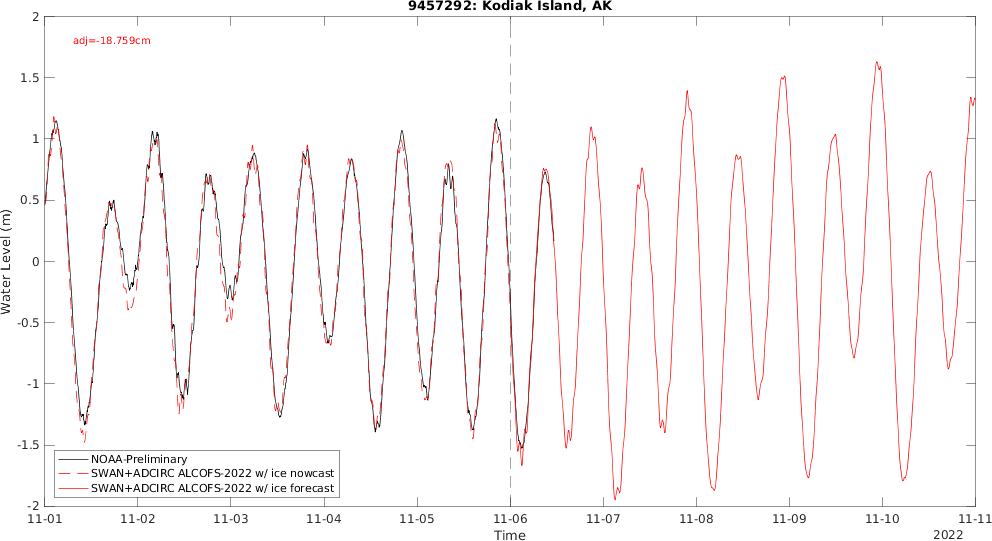 9457292: Kodiak Island, AK
adj=-18.759cm
Water Level (m)
2
1.5
1
0.5
0
-0.5
-1
-1.5
-2
NOAA-Preliminary
SWAN+ADCIRC ALCOFS-2022 w/ ice nowcast
SWAN+ADCIRC ALCOFS-2022 w/ ice forecast
11-01 11-02 11-03 11-04 11-05 11-06 11-07 11-08 11-09 11-10 11-11
Time
2022